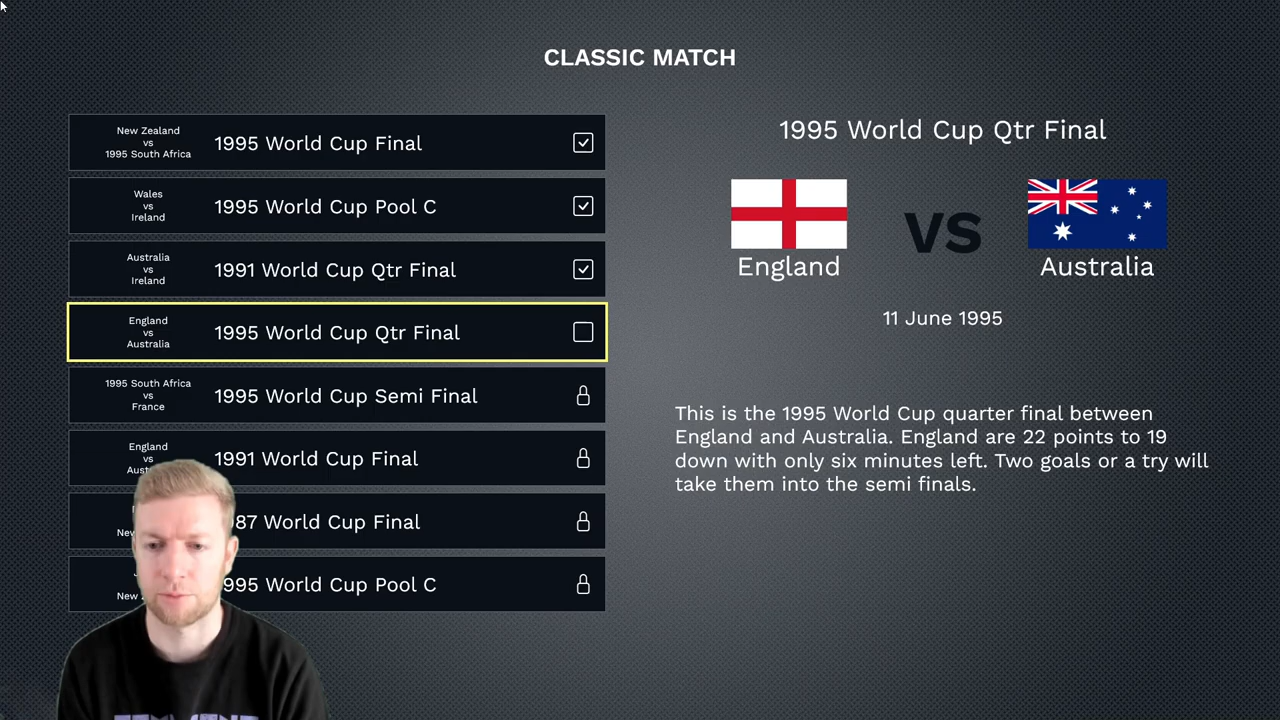 CLASSIC MATCH
New Zealand
vs
1995 South Africa
1995 World Cup Final
Wales
vs
Ireland
1995 World Cup Pool C
Australia
vs
Ireland
1991 World Cup Qtr Final
England
vs
Australia
1995 World Cup Qtr Final
1995 South Africa
vs
France
1995 World Cup Semi Final
England
vs
1991 World Cup Final
New
World Cup Final
New
World Cup Pool C
1995 World Cup Qtr Final
England
VS
Australia
11 June 1995
This is the 1995 World Cup quarter final between
England and Australia. England are 22 points to 19
down with only six minutes left. Two goals or a try will
take them into the semi finals.